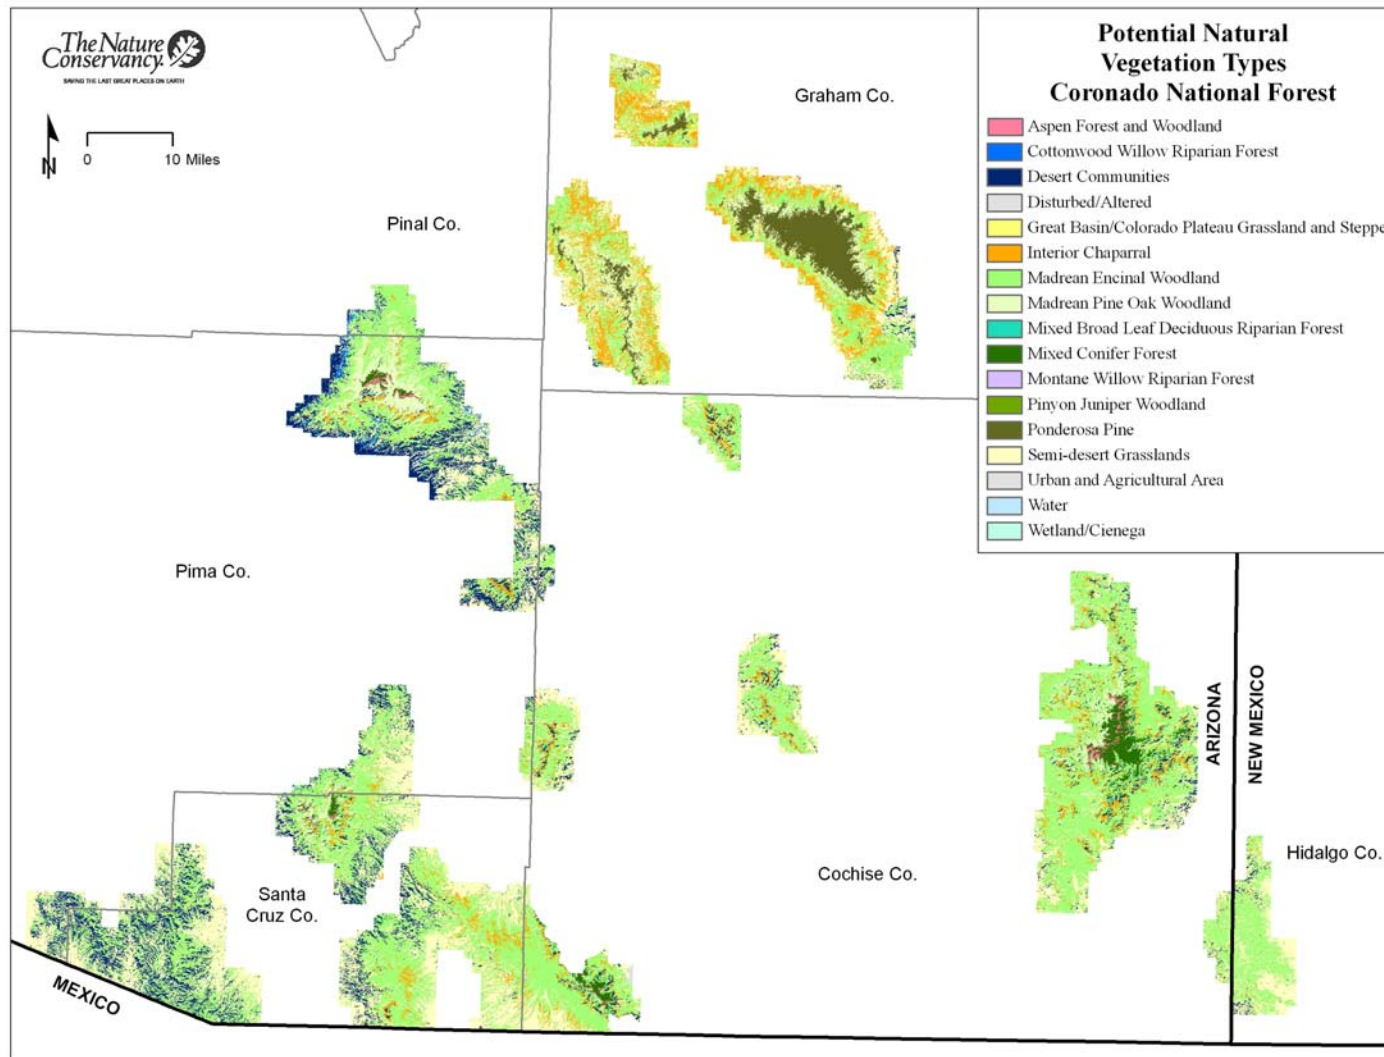 The Nature
Conservancy.
SAVING THE LAST GREAT PLACES ON EARTH
N
0 10 Miles
Potential Natural
Vegetation Types
Coronado National Forest
Aspen Forest and Woodland
Cottonwood Willow Riparian Forest
Desert Communities
Disturbed/Altered
Great Basin/Colorado Plateau Grassland and Steppe
Interior Chaparral
Madrean Encinal Woodland
Madrean Pine Oak Woodland
Mixed Broad Leaf Deciduous Riparian Forest
Mixed Conifer Forest
Montane Willow Riparian Forest
Pinyon Juniper Woodland
Ponderosa Pine
Semi-desert Grasslands
Urban and Agricultural Area
Water
Wetland/Cienega
Graham Co.
Pinal Co.
Pima Co.
ARIZONA
NEW MEXICO
Hidalgo Co.
Cochise Co.
Santa
Cruz Co.
MEXICO